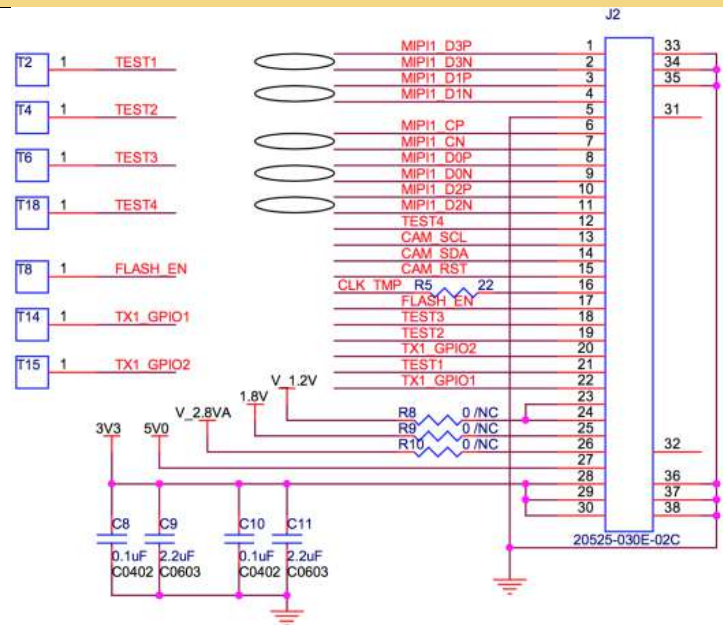 J2
T2 1 TEST1
T4 1 TEST2
T6 1 TEST3
T18 1 TEST4
T8 1 FLASH_EN
T14 1 TX1_GPIO1
T15 1 TX1_GPIO2
MIPI1_D3P 1 33
MIPI1_D3N 2 34
MIPI1_D1P 3 35
MIPI1_D1N 4
5 31
MIPI1_CP 6
MIPI1_CN 7
MIPI1_D0P 8
MIPI1_D0N 9
MIPI1_D2P 10
MIPI1_D2N 11
TEST4 12
CAM_SCL 13
CAM_SDA 14
CAM_RST 15
CLK_TMP R5 22 16
FLASH_EN 17
TEST3 18
TEST2 19
TX1_GPIO2 20
TEST1 21
TX1_GPIO1 22
V_1.2V 23
1.8V R8 0 /NC 24
V_2.8VA R9 0 /NC 25
3V3 5V0 R10 0 /NC 26 32
27
28 36
29 37
30 38
20525-030E-02C
C8 C9 C10 C11
0.1uF 2.2uF 0.1uF 2.2uF
C0402 C0603 C0402 C0603